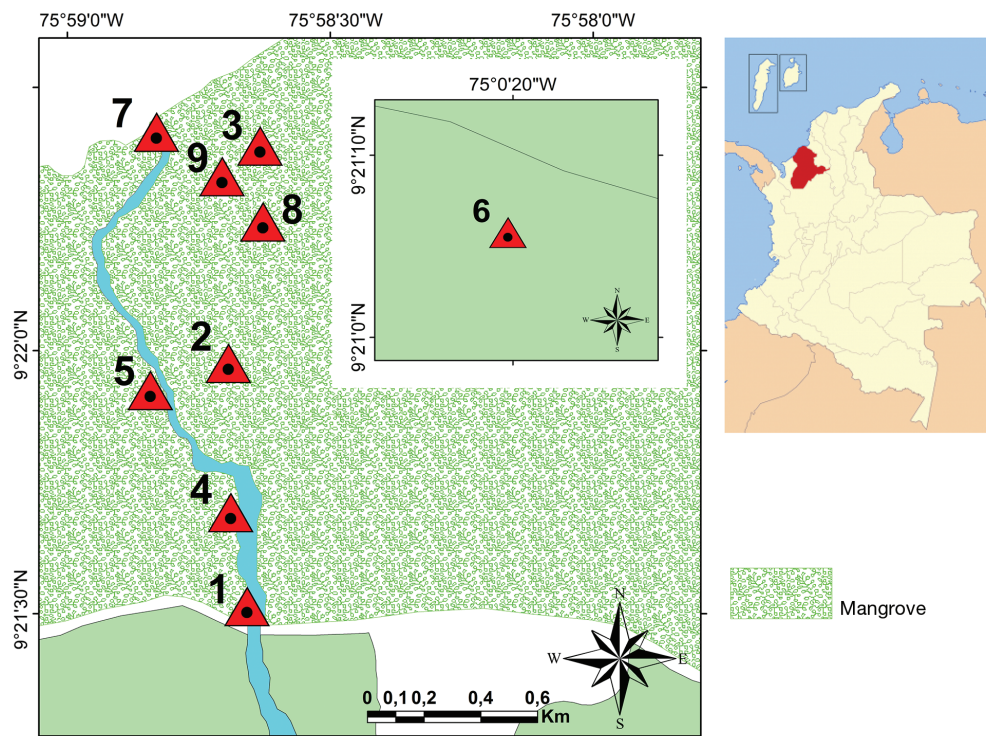 75°59'0"W 75°58'30"W 75°58'0"W
75°0'20"W
9°21'10"N
9°21'0"N
9°22'0"N
9°21'30"N
7
3
9
8
6
2
5
4
1
N
W E
S
N
W E
S
0 0,1 0,2 0,4 0,6
Km
Mangrove